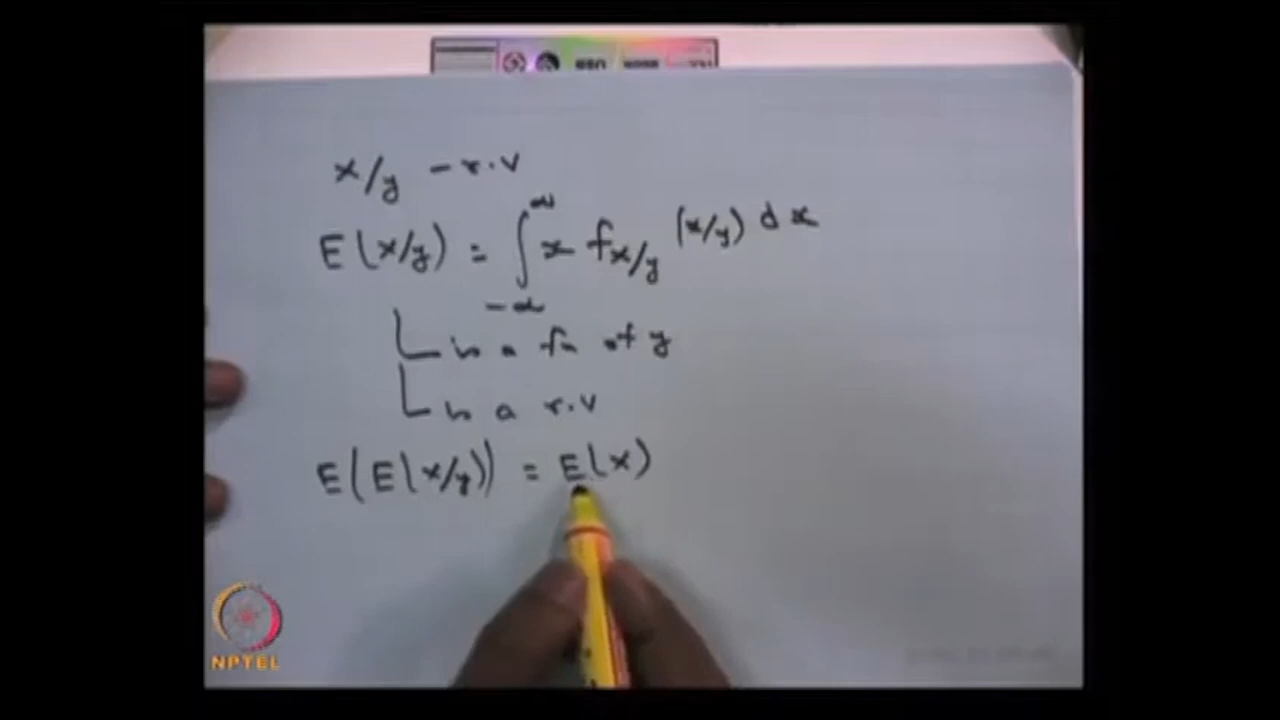 x/y - r.v
E(x/y) = ∫_{-∞}^{∞} x f_{x/y} (x/y) dx
is a fn of y
is a r.v
E(E(x/y)) = E(x)
NPTEL